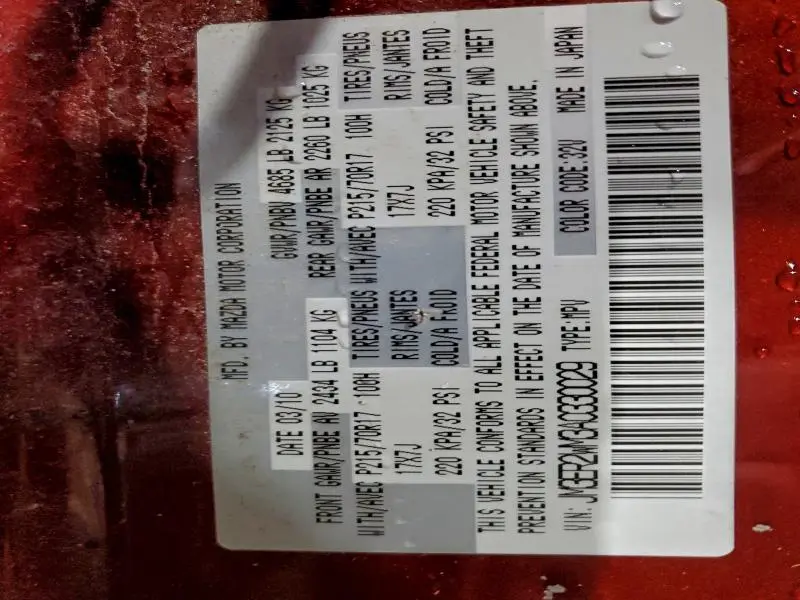 MFD. BY MAZDA MOTOR CORPORATION
DATE 03/10 GVWR/PNBV 4685 LB 2125 KG
FRONT GAWR/PNBE AV 2434 LB 1104 KG REAR GAWR/PNBE AR 2260 LB 1025 KG
WITH/AVEC P215/70R17 100H TIRES/PNEUS WITH/AVEC P215/70R17 100H TIRES/PNEUS
17X7J RIMS/JANTES 17X7J RIMS/JANTES
220 KPA/32 PSI COLD/A FROID 220 KPA/32 PSI COLD/A FROID
THIS VEHICLE CONFORMS TO ALL APPLICABLE FEDERAL MOTOR VEHICLE SAFETY AND THEFT
PREVENTION STANDARDS IN EFFECT ON THE DATE OF MANUFACTURE SHOWN ABOVE.
VIN: JM3ER2WM3A0330029 TYPE:MPV COLOR CODE:32V MADE IN JAPAN